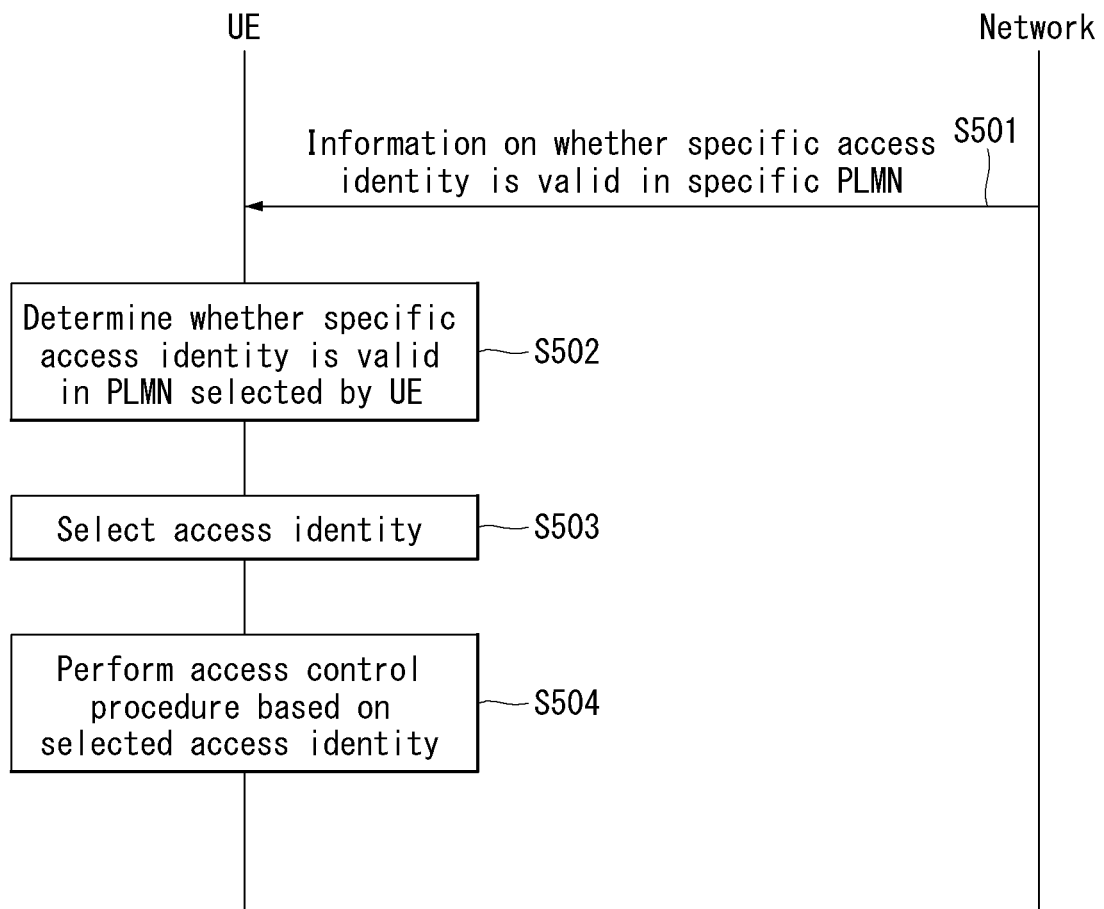 UE
Network
S501
Information on whether specific access
identity is valid in specific PLMN
Determine whether specific
access identity is valid
in PLMN selected by UE
S502
Select access identity
S503
Perform access control
procedure based on
selected access identity
S504